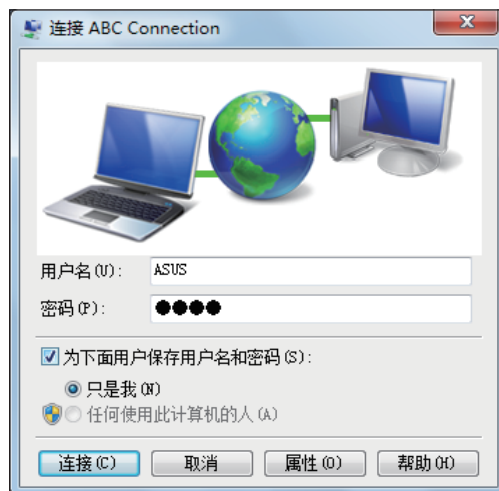 连接 ABC Connection
用户名(U): ASUS
密码(P): ●●●●
为下面用户保存用户名和密码(S):
只是我(N)
任何使用此计算机的人(A)
连接(C) 取消 属性(O) 帮助(H)